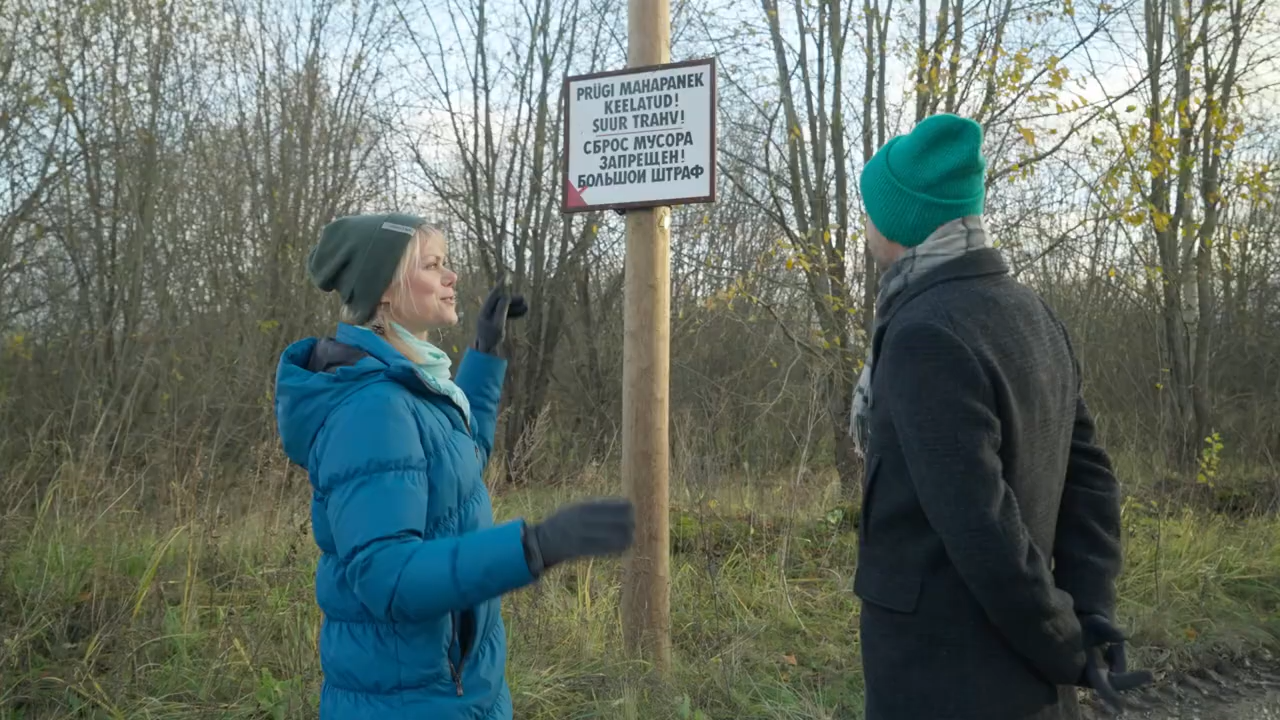 PRÜGI MAHAPANEK
KEELATUD!
SUUR TRAHV!
СБРОС МУСОРА
ЗАПРЕЩЕН!
БОЛЬШОЙ ШТРАФ